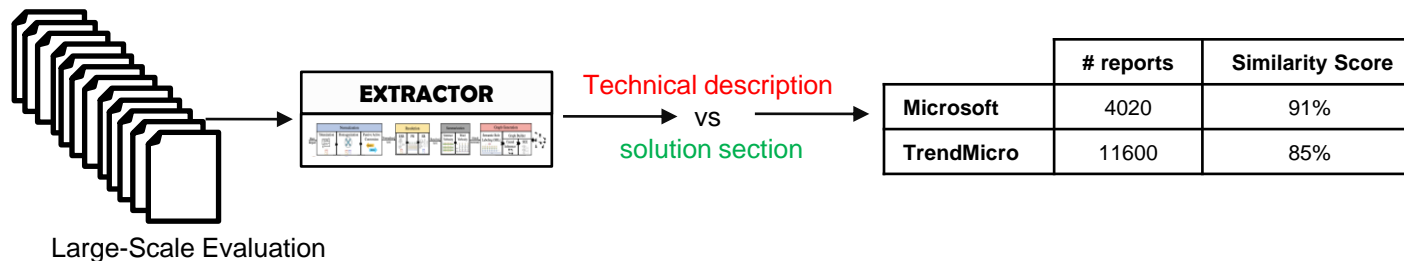 EXTRACTOR
Technical description
vs
solution section
# reports Similarity Score
Microsoft 4020 91%
TrendMicro 11600 85%
Large-Scale Evaluation